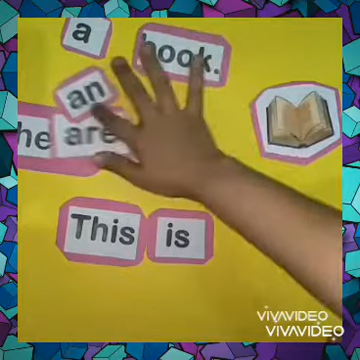 a
book.
an
he are
This is
VIVAVIDEO
VIVAVIDEO